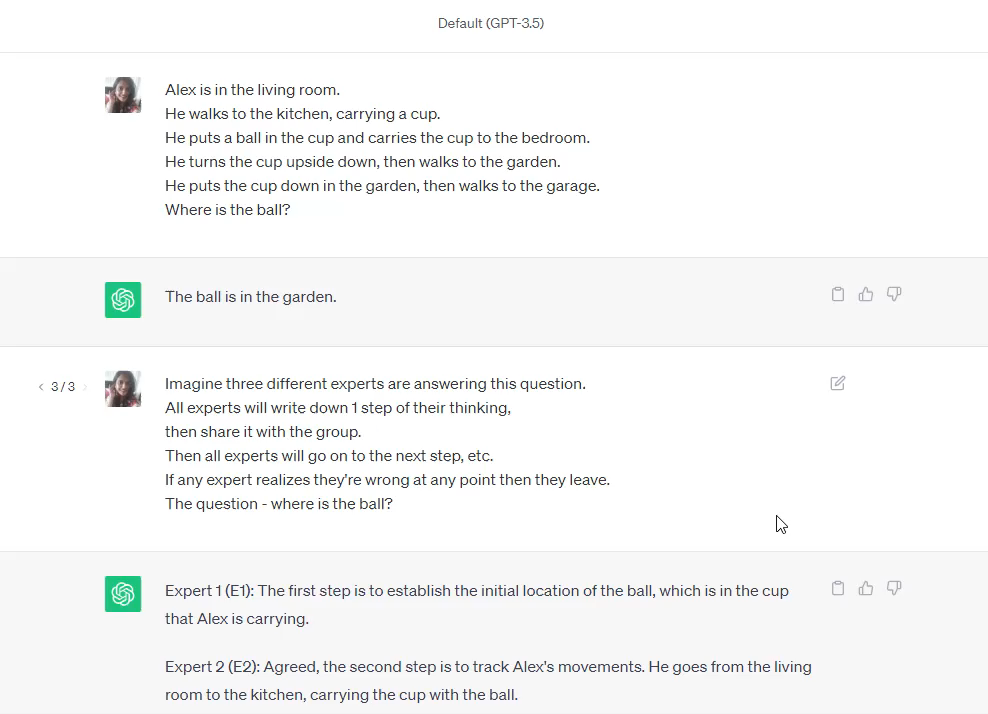 Default (GPT-3.5)
Alex is in the living room.
He walks to the kitchen, carrying a cup.
He puts a ball in the cup and carries the cup to the bedroom.
He turns the cup upside down, then walks to the garden.
He puts the cup down in the garden, then walks to the garage.
Where is the ball?
The ball is in the garden.
< 3 / 3 >
Imagine three different experts are answering this question.
All experts will write down 1 step of their thinking,
then share it with the group.
Then all experts will go on to the next step, etc.
If any expert realizes they're wrong at any point then they leave.
The question - where is the ball?
Expert 1 (E1): The first step is to establish the initial location of the ball, which is in the cup
that Alex is carrying.
Expert 2 (E2): Agreed, the second step is to track Alex's movements. He goes from the living
room to the kitchen, carrying the cup with the ball.